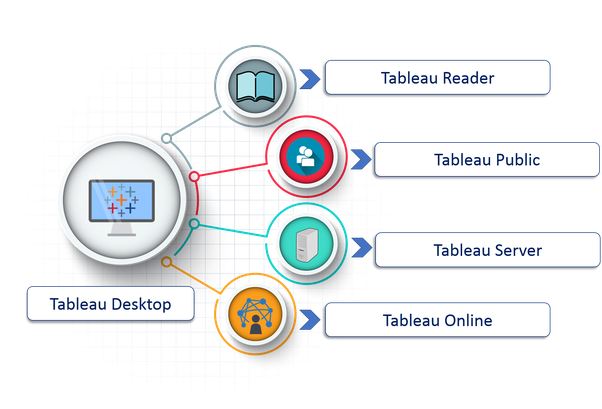 Tableau Reader
Tableau Public
Tableau Server
Tableau Desktop
Tableau Online